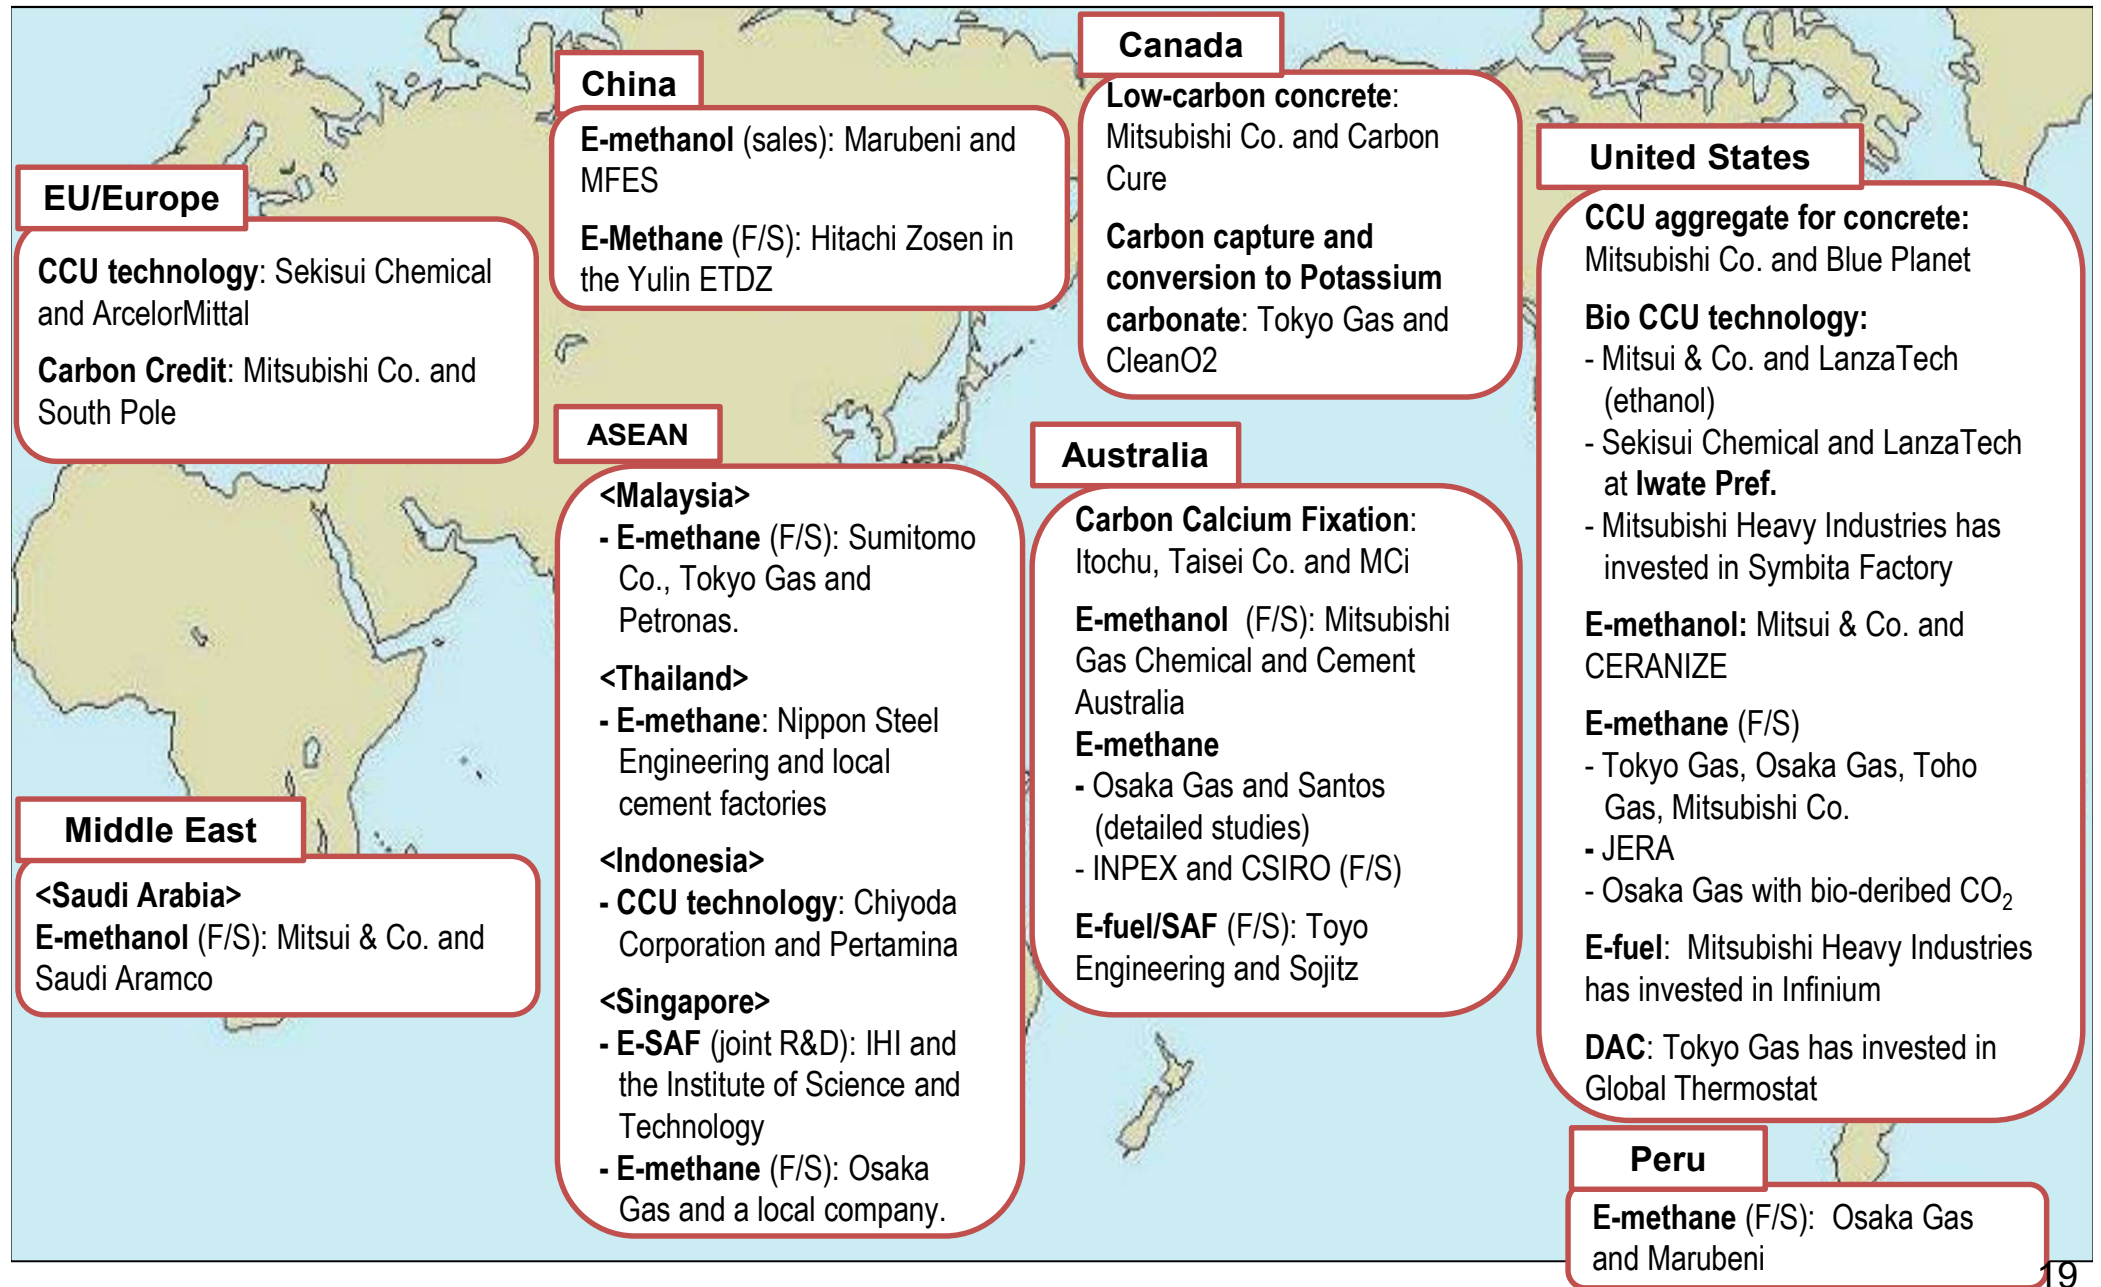 EU/Europe
CCU technology: Sekisui Chemical
and ArcelorMittal
Carbon Credit: Mitsubishi Co. and
South Pole
Middle East
<Saudi Arabia>
E-methanol (F/S): Mitsui & Co. and
Saudi Aramco
China
E-methanol (sales): Marubeni and
MFES
E-Methane (F/S): Hitachi Zosen in
the Yulin ETDZ
ASEAN
<Malaysia>
- E-methane (F/S): Sumitomo
Co., Tokyo Gas and
Petronas.
<Thailand>
- E-methane: Nippon Steel
Engineering and local
cement factories
<Indonesia>
- CCU technology: Chiyoda
Corporation and Pertamina
<Singapore>
- E-SAF (joint R&D): IHI and
the Institute of Science and
Technology
- E-methane (F/S): Osaka
Gas and a local company.
Canada
Low-carbon concrete:
Mitsubishi Co. and Carbon
Cure
Carbon capture and
conversion to Potassium
carbonate: Tokyo Gas and
CleanO2
Australia
Carbon Calcium Fixation:
Itochu, Taisei Co. and MCi
E-methanol (F/S): Mitsubishi
Gas Chemical and Cement
Australia
E-methane
- Osaka Gas and Santos
(detailed studies)
- INPEX and CSIRO (F/S)
E-fuel/SAF (F/S): Toyo
Engineering and Sojitz
United States
CCU aggregate for concrete:
Mitsubishi Co. and Blue Planet
Bio CCU technology:
- Mitsui & Co. and LanzaTech
(ethanol)
- Sekisui Chemical and LanzaTech
at Iwate Pref.
- Mitsubishi Heavy Industries has
invested in Symbita Factory
E-methanol: Mitsui & Co. and
CERANIZE
E-methane (F/S)
- Tokyo Gas, Osaka Gas, Toho
Gas, Mitsubishi Co.
- JERA
- Osaka Gas with bio-deribed CO₂
E-fuel: Mitsubishi Heavy Industries
has invested in Infinium
DAC: Tokyo Gas has invested in
Global Thermostat
Peru
E-methane (F/S): Osaka Gas
and Marubeni
19